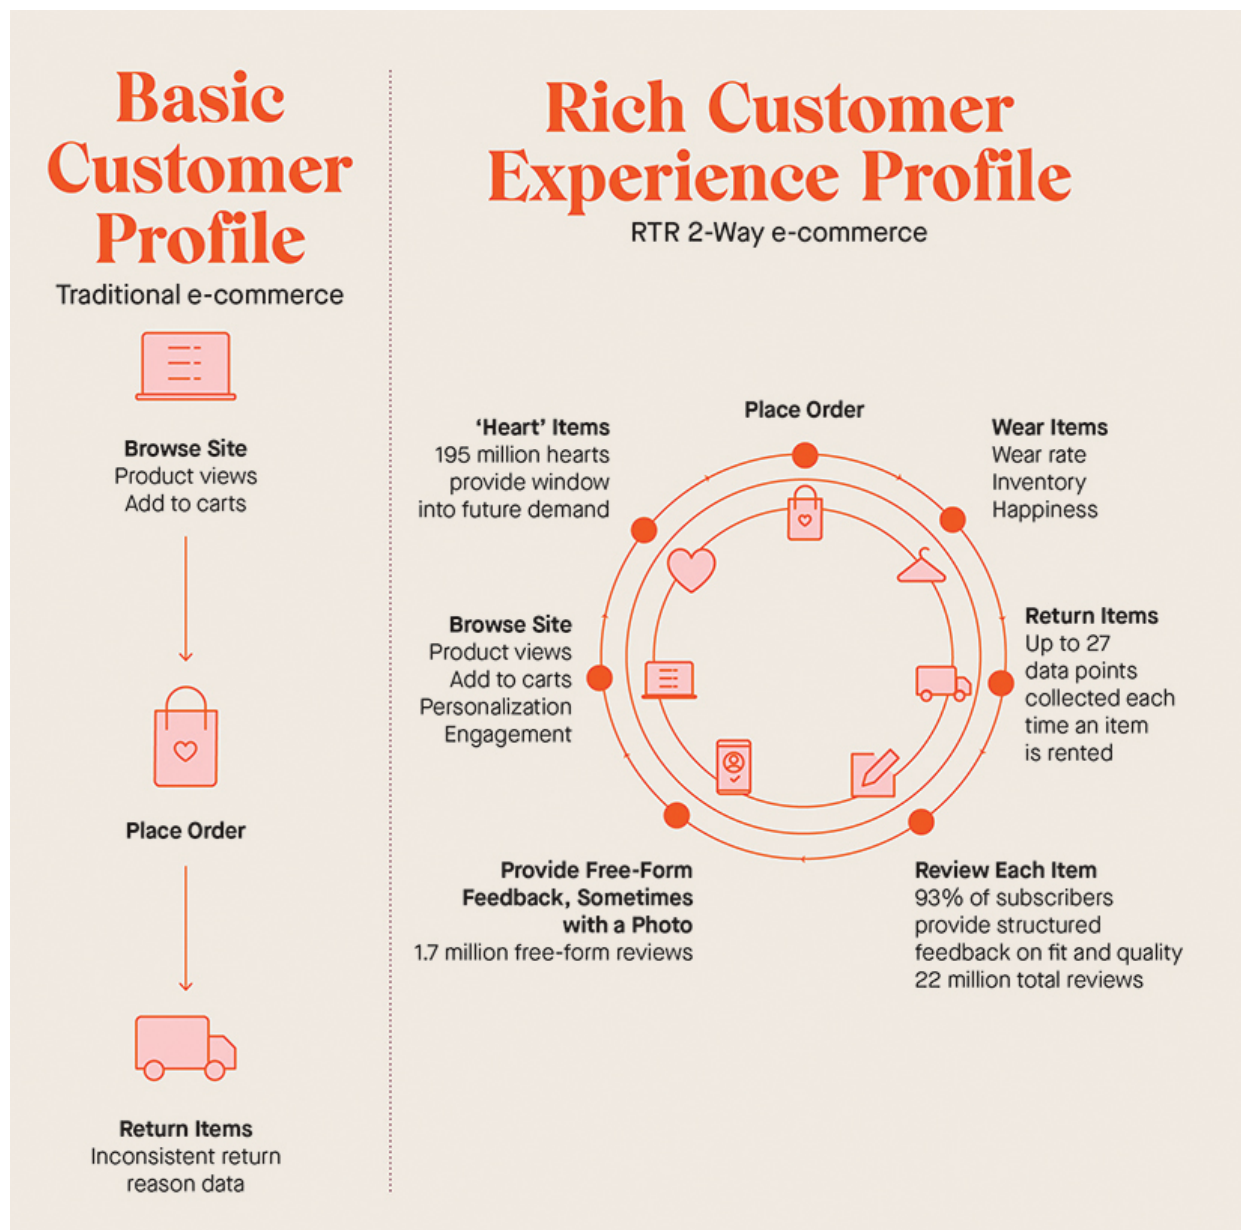 Basic
Customer
Profile
Traditional e-commerce
Browse Site
Product views
Add to carts
Place Order
Return Items
Inconsistent return
reason data
Rich Customer
Experience Profile
RTR 2-Way e-commerce
Place Order
Wear Items
Wear rate
Inventory
Happiness
Return Items
Up to 27
data points
collected each
time an item
is rented
Review Each Item
93% of subscribers
provide structured
feedback on fit and quality
22 million total reviews
Provide Free-Form
Feedback, Sometimes
with a Photo
1.7 million free-form reviews
Browse Site
Product views
Add to carts
Personalization
Engagement
‘Heart’ Items
195 million hearts
provide window
into future demand